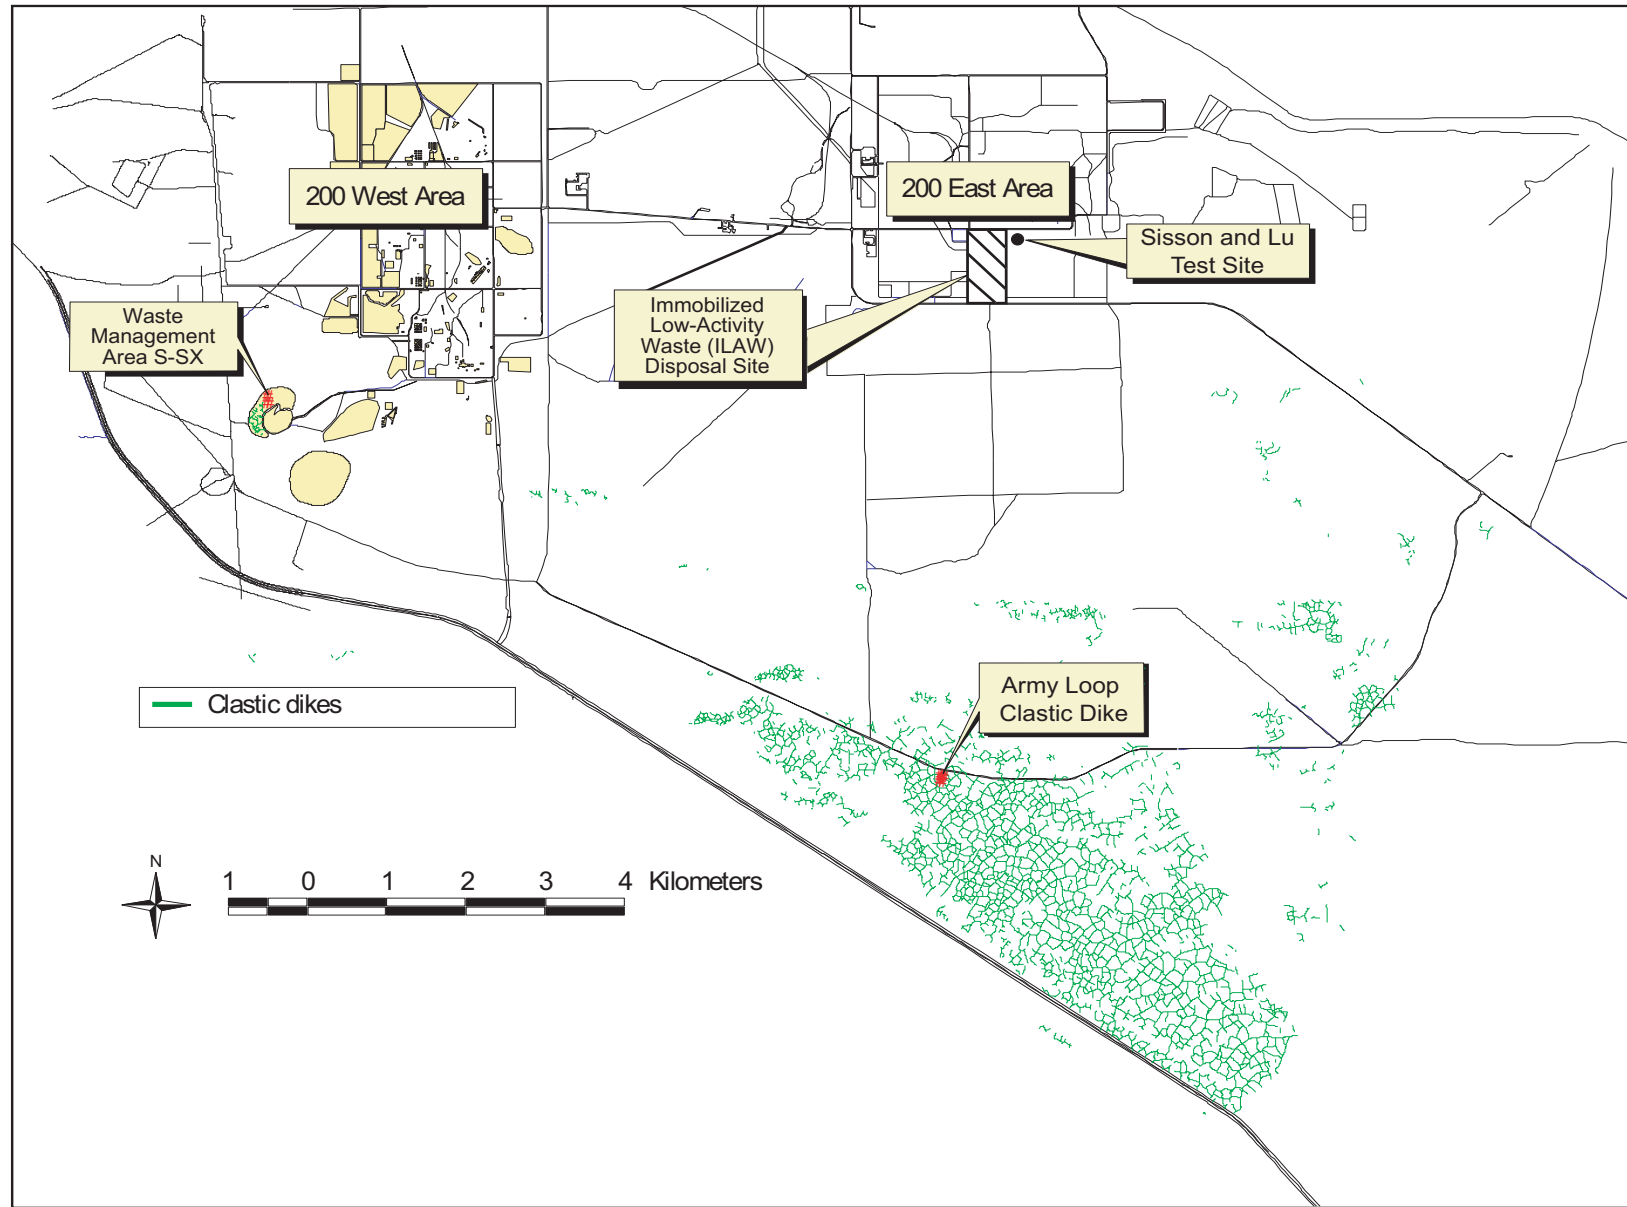 200 West Area
200 East Area
Sisson and Lu
Test Site
Waste
Management
Area S-SX
Immobilized
Low-Activity
Waste (ILAW)
Disposal Site
Army Loop
Clastic Dike
Clastic dikes
N
1 0 1 2 3 4 Kilometers